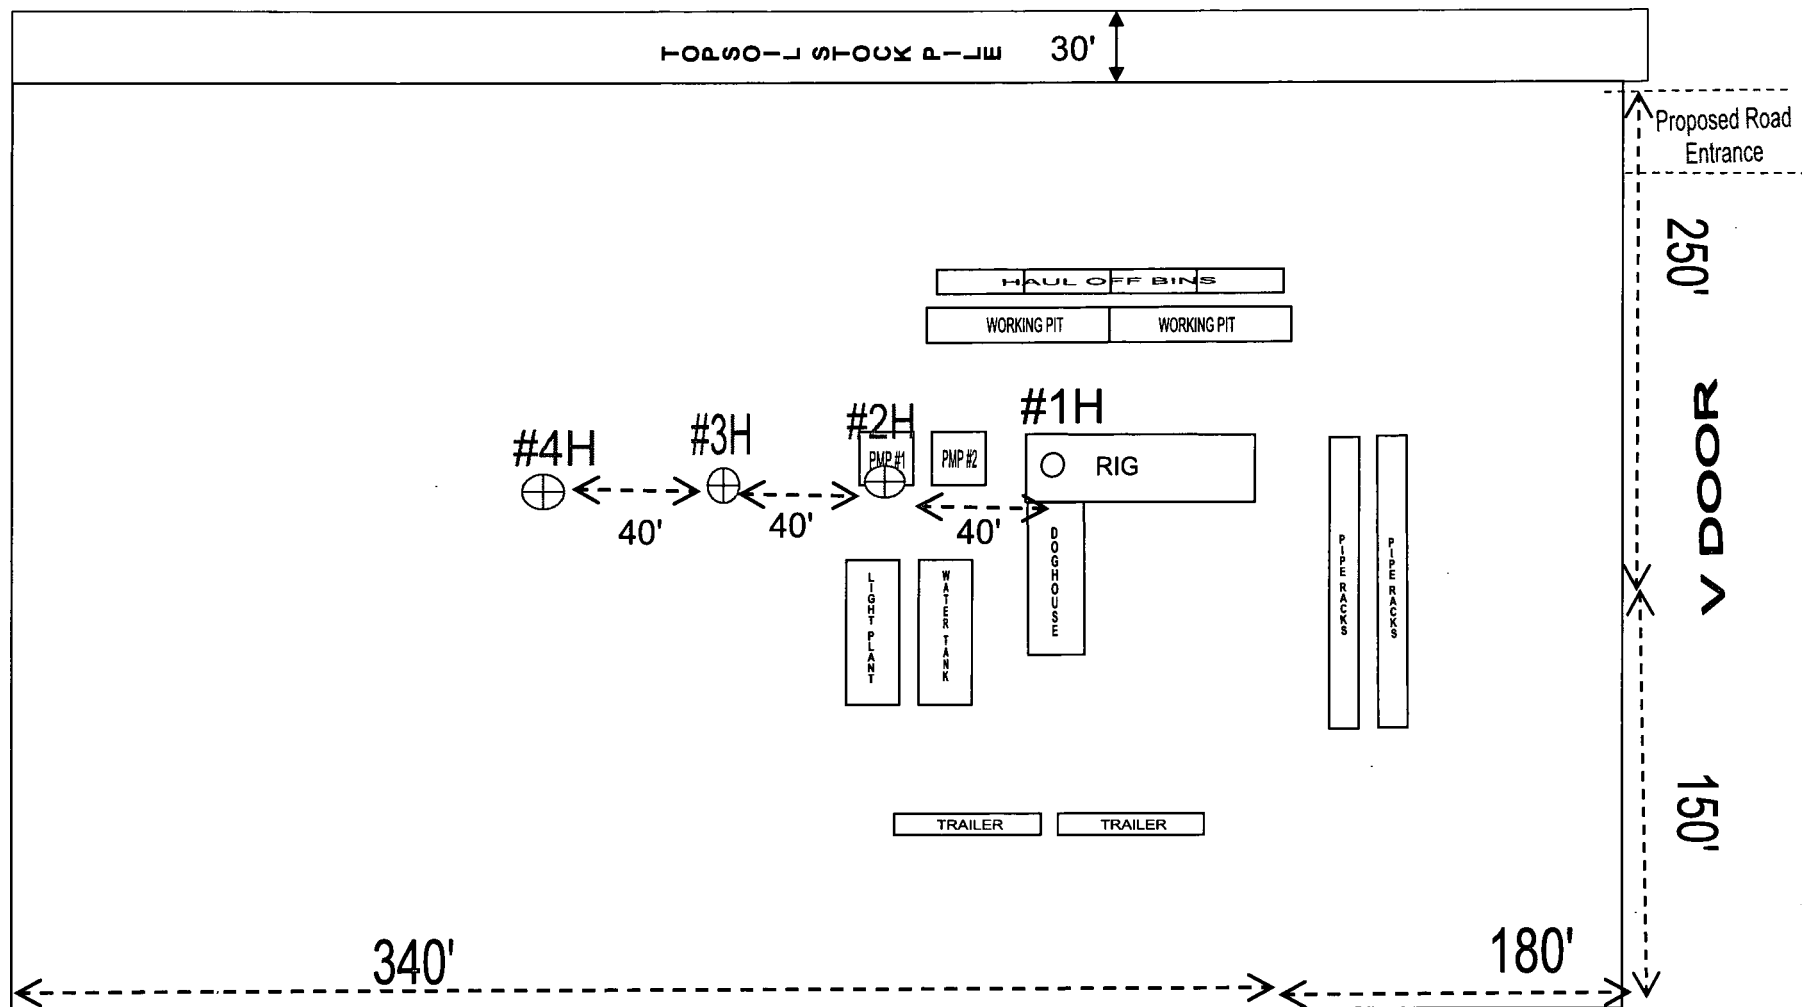 TOPSOIL STOCK PILE
30'
Proposed Road
Entrance
250'
HAUL OFF BINS
WORKING PIT
WORKING PIT
V DOOR
#1H
#2H
#3H
#4H
PMP #1
PMP #2
RIG
40'
40'
40'
DOGHOUSE
LIGHT PLANT
WATER TANK
PIPE RACKS
PIPE RACKS
150'
TRAILER
TRAILER
340'
180'